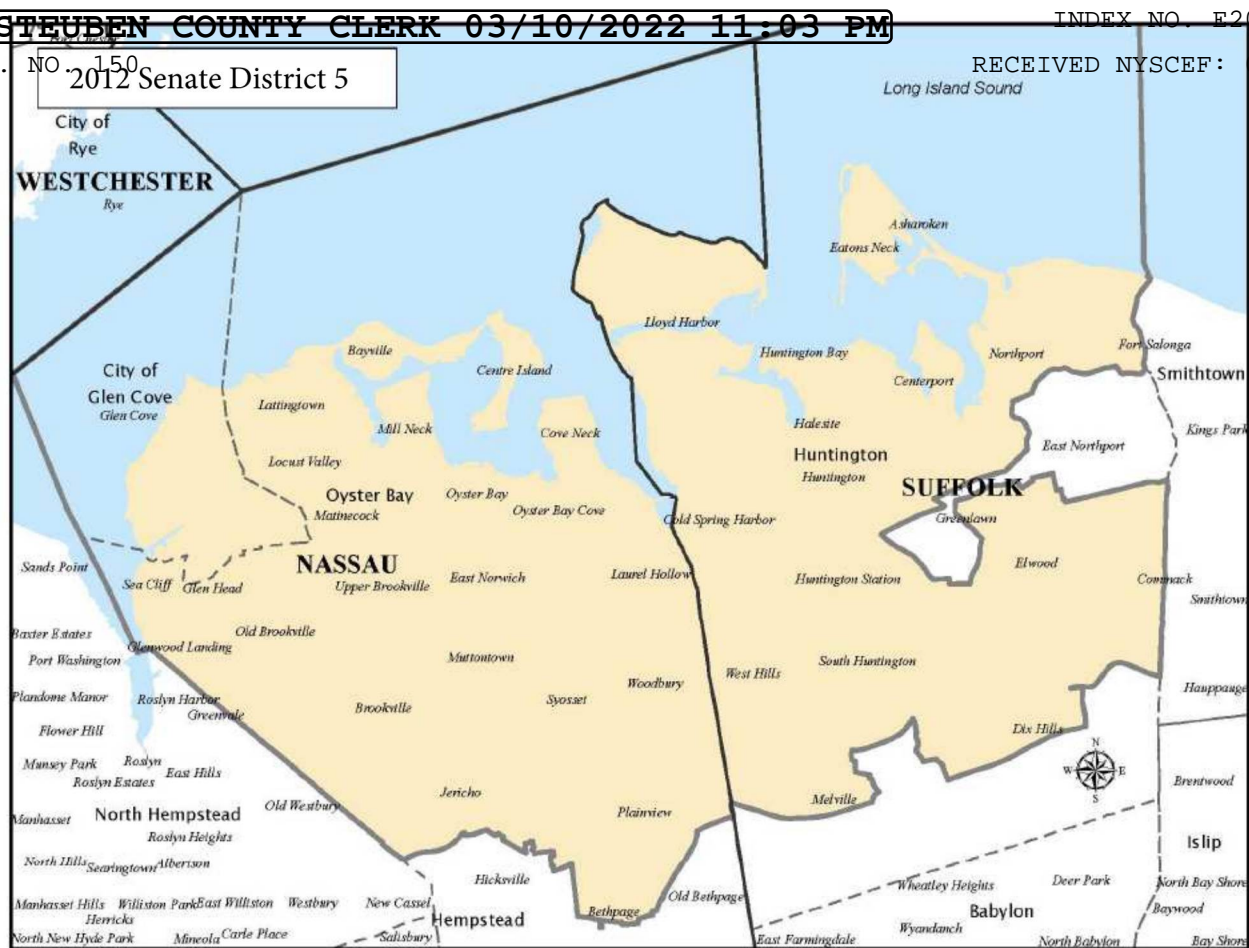 STEUBEN COUNTY CLERK 03/10/2022 11:03 PM
INDEX NO. E20
. NO. 150
RECEIVED NYSCEF:
2012 Senate District 5
Long Island Sound
City of
Rye
WESTCHESTER
Rye
Asharoken
Eatons Neck
Lloyd Harbor
Bayville
Huntington Bay
Northport
Fort Salonga
Centre Island
City of
Glen Cove
Glen Cove
Centerport
Smithtown
Lattingtown
Mill Neck
Cove Neck
Halesite
Kings Park
East Northport
Locust Valley
Huntington
Huntington
SUFFOLK
Oyster Bay
Matinecock
Oyster Bay
Oyster Bay Cove
Cold Spring Harbor
Greenlawn
Sands Point
NASSAU
Sea Cliff
Glen Head
Upper Brookville
East Norwich
Laurel Hollow
Huntington Station
Elwood
Commack
Smithtown
Baxter Estates
Old Brookville
Glenwood Landing
Port Washington
Muttontown
South Huntington
West Hills
Woodbury
Plandome Manor
Roslyn Harbor
Greenvale
Brookville
Syosset
Hauppauge
Flower Hill
Dix Hills
N
W
E
S
Munsey Park
Roslyn
Roslyn Estates
East Hills
Brentwood
Jericho
Melville
Old Westbury
Plainview
Manhasset
North Hempstead
Roslyn Heights
Islip
North Hills
Searingtown
Albertson
Hicksville
Wheatley Heights
Deer Park
North Bay Shore
Old Bethpage
Manhasset Hills
Williston Park
East Williston
Westbury
New Cassel
Herricks
Hempstead
Bethpage
Babylon
Baywood
North New Hyde Park
Mineola
Carle Place
Salisbury
East Farmingdale
Wyandanch
North Babylon
Bay Shore